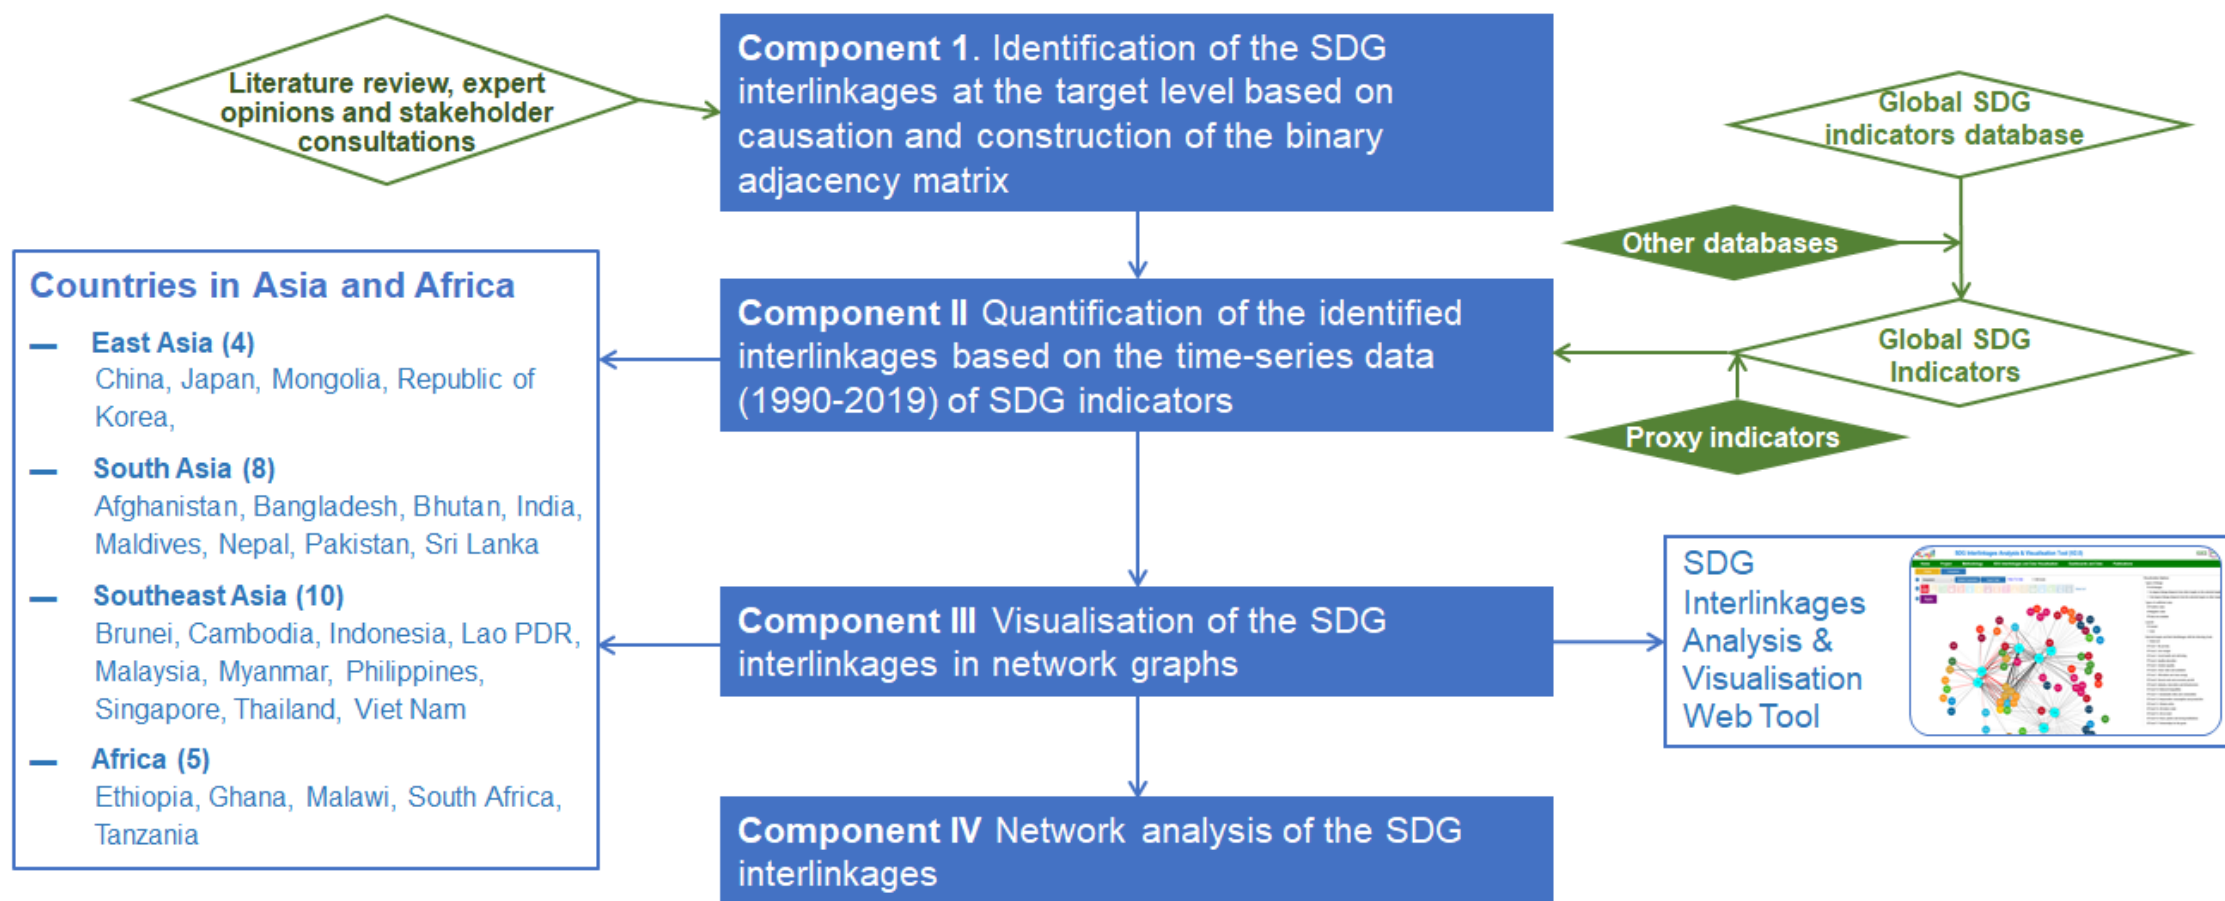 Literature review, expert
opinions and stakeholder
consultations
Component 1. Identification of the SDG
interlinkages at the target level based on
causation and construction of the binary
adjacency matrix
Global SDG
indicators database
Other databases
Global SDG
Indicators
Proxy indicators
Countries in Asia and Africa
— East Asia (4)
China, Japan, Mongolia, Republic of
Korea,
— South Asia (8)
Afghanistan, Bangladesh, Bhutan, India,
Maldives, Nepal, Pakistan, Sri Lanka
— Southeast Asia (10)
Brunei, Cambodia, Indonesia, Lao PDR,
Malaysia, Myanmar, Philippines,
Singapore, Thailand, Viet Nam
— Africa (5)
Ethiopia, Ghana, Malawi, South Africa,
Tanzania
Component II Quantification of the identified
interlinkages based on the time-series data
(1990-2019) of SDG indicators
Component III Visualisation of the SDG
interlinkages in network graphs
SDG
Interlinkages
Analysis &
Visualisation
Web Tool
SDG Interlinkages Analysis & Visualisation Tool
Component IV Network analysis of the SDG
interlinkages